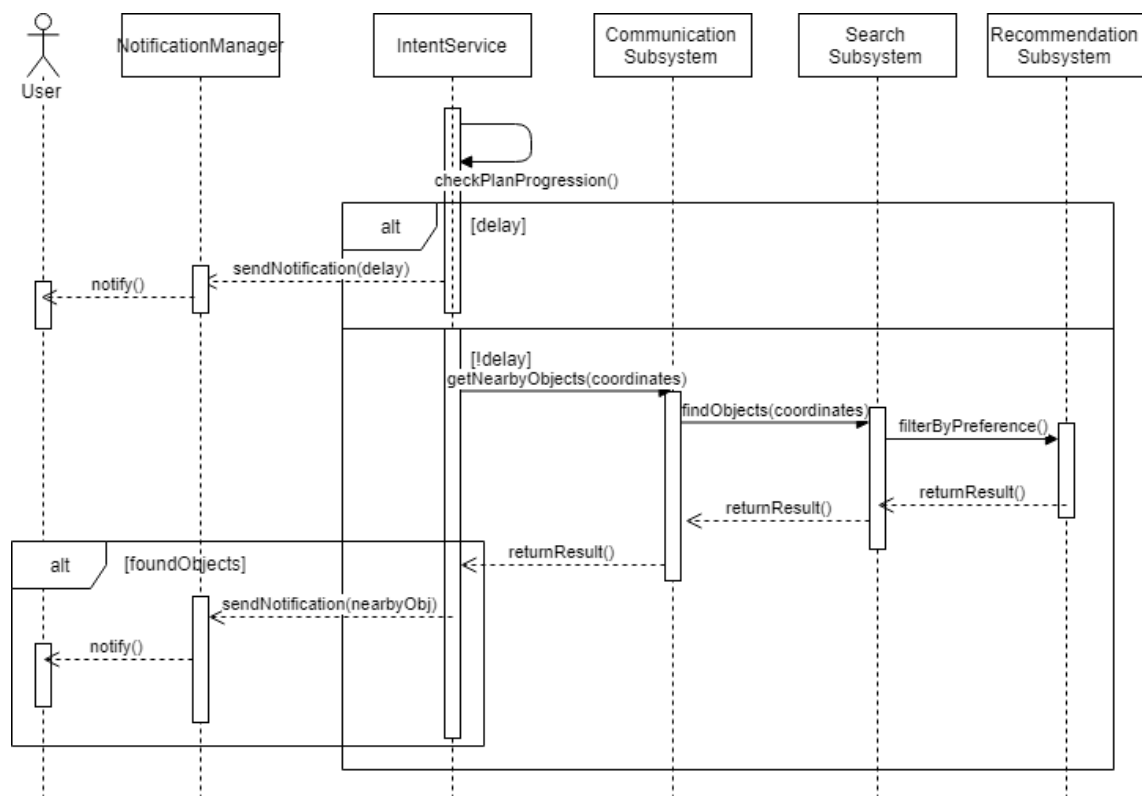 User
NotificationManager
IntentService
Communication
Subsystem
Search
Subsystem
Recommendation
Subsystem
checkPlanProgression()
alt
[delay]
sendNotification(delay)
notify()
[!delay]
getNearbyObjects(coordinates)
findObjects(coordinates)
filterByPreference()
returnResult()
returnResult()
returnResult()
alt
[foundObjects]
sendNotification(nearbyObj)
notify()